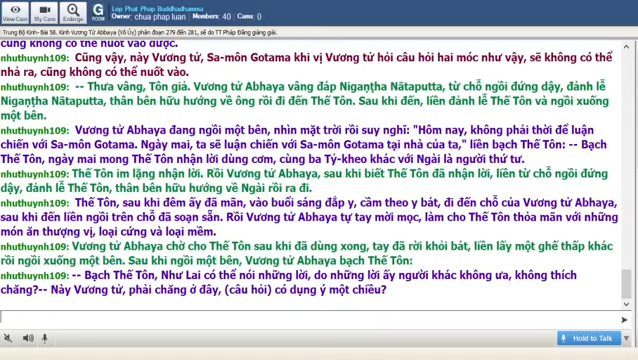 Lop Phat Phap Buddhadhamma
Owner: chua phap luan | Members: 40 | Cams: 0
View Cam
My Cam
Enlarge
G
ROOM
Trung Bộ Kinh- Bài 58. Kinh Vương Tử Abbaya (Vô Úy) phân đoạn 279 đến 281, sẽ do TT Pháp Đăng giảng giải.
cũng không có thể nuốt vào được.
nhuthuynh109: Cũng vậy, này Vương tử, Sa-môn Gotama khi vị Vương tử hỏi câu hỏi hai móc như vậy, sẽ không có thể
nhả ra, cũng không có thể nuốt vào.
nhuthuynh109: -- Thưa vâng, Tôn giả. Vương tử Abhaya vâng đáp Nigaṇṭha Nātaputta, từ chỗ ngồi đứng dậy, đảnh lễ
Nigaṇṭha Nātaputta, thân bên hữu hướng về ông rồi đi đến Thế Tôn. Sau khi đến, liền đảnh lễ Thế Tôn và ngồi xuống
một bên.
nhuthuynh109: Vương tử Abhaya đang ngồi một bên, nhìn mặt trời rồi suy nghĩ: "Hôm nay, không phải thời để luận
chiến với Sa-môn Gotama. Ngày mai, ta sẽ luận chiến với Sa-môn Gotama tại nhà của ta," liền bạch Thế Tôn: -- Bạch
Thế Tôn, ngày mai mong Thế Tôn nhận lời dùng cơm, cùng ba Tỷ-kheo khác với Ngài là người thứ tư.
nhuthuynh109: Thế Tôn im lặng nhận lời. Rồi Vương tử Abhaya, sau khi biết Thế Tôn đã nhận lời, liền từ chỗ ngồi đứng
dậy, đảnh lễ Thế Tôn, thân bên hữu hướng về Ngài rồi ra đi.
nhuthuynh109: Thế Tôn, sau khi đêm ấy đã mãn, vào buổi sáng đắp y, cầm theo y bát, đi đến chỗ của Vương tử Abhaya,
sau khi đến liền ngồi trên chỗ đã soạn sẵn. Rồi Vương tử Abhaya tự tay mời mọc, làm cho Thế Tôn thỏa mãn với những
món ăn thượng vị, loại cứng và loại mềm.
nhuthuynh109: Vương tử Abhaya chờ cho Thế Tôn sau khi đã dùng xong, tay đã rời khỏi bát, liền lấy một ghế thấp khác
rồi ngồi xuống một bên. Sau khi ngồi một bên, Vương tử Abhaya bạch Thế Tôn:
nhuthuynh109: -- Bạch Thế Tôn, Như Lai có thể nói những lời, do những lời ấy người khác không ưa, không thích
chăng?-- Này Vương tử, phải chăng ở đây, (câu hỏi) có dụng ý một chiều?
Hold to Talk